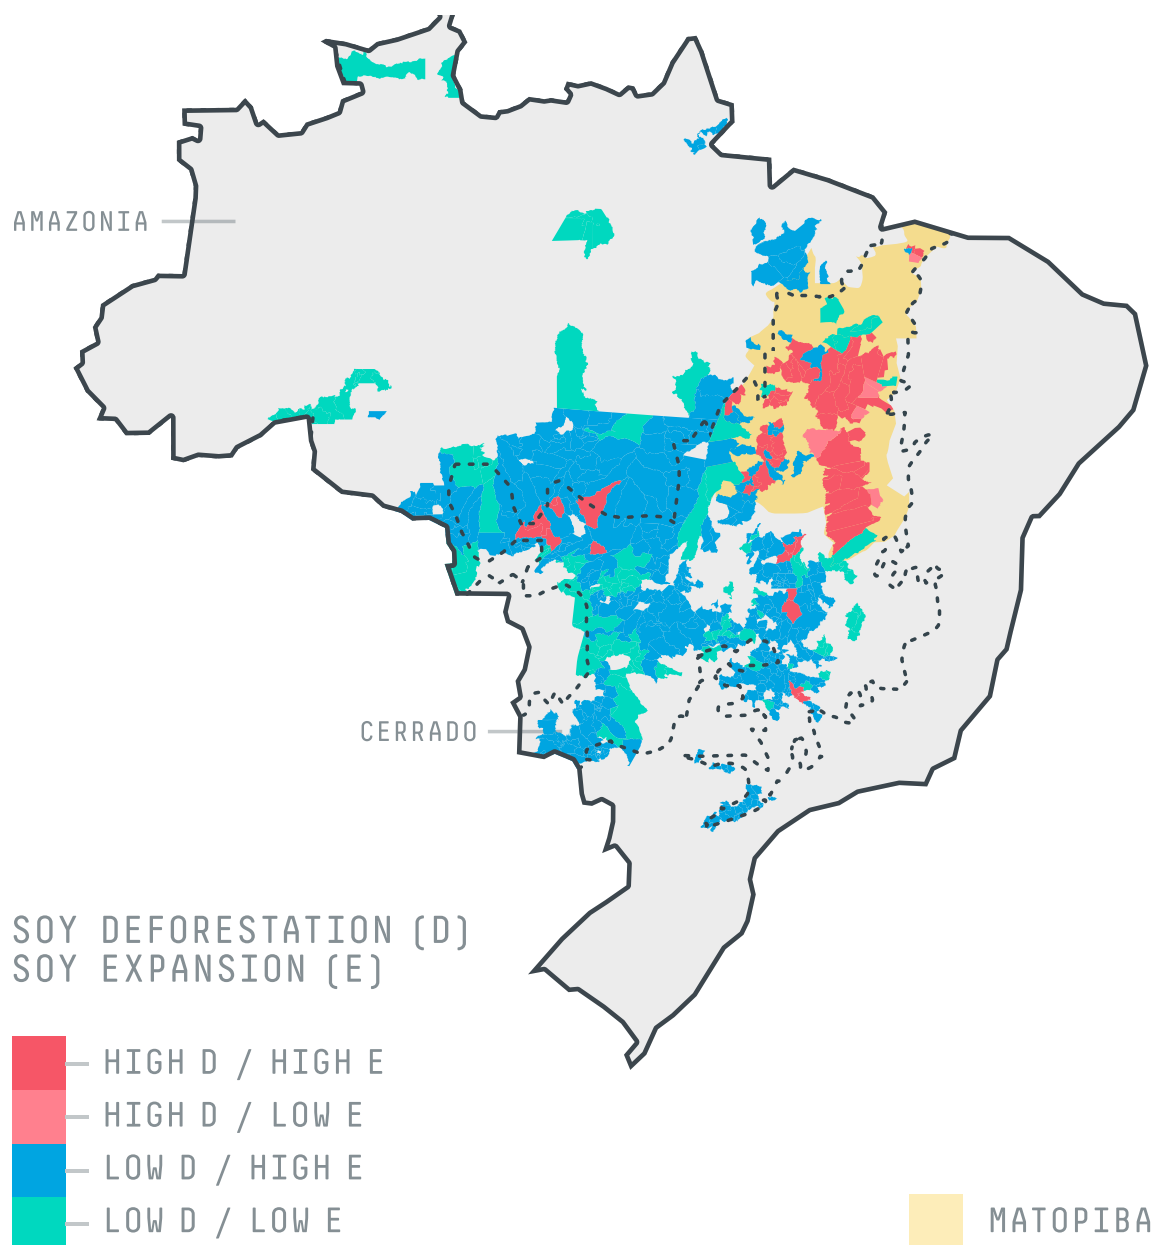 AMAZONIA
CERRADO
SOY DEFORESTATION (D)
SOY EXPANSION (E)
HIGH D / HIGH E
HIGH D / LOW E
LOW D / HIGH E
LOW D / LOW E
MATOPIBA